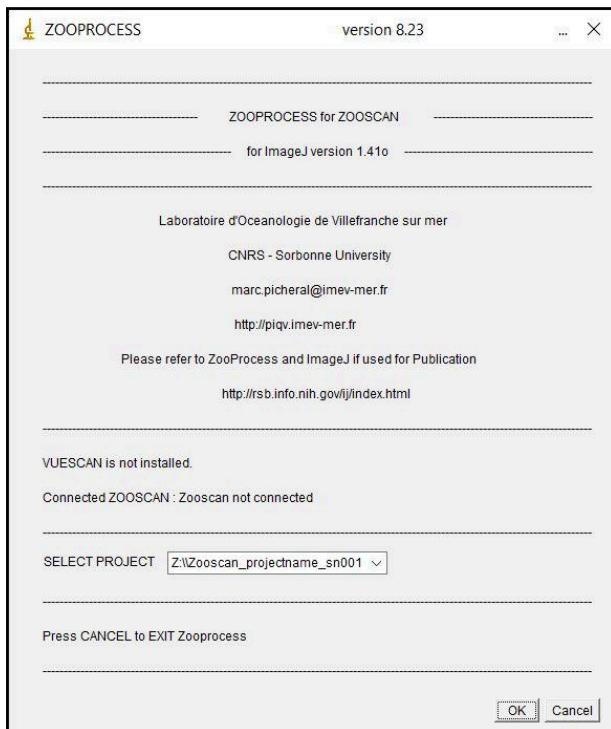 ZOOPROCESS version 8.23 ...
ZOOPROCESS for ZOOSCAN
for ImageJ version 1.41o
Laboratoire d'Oceanologie de Villefranche sur mer
CNRS - Sorbonne University
marc.picheral@imev-mer.fr
http://piqv.imev-mer.fr
Please refer to ZooProcess and ImageJ if used for Publication
http://rsb.info.nih.gov/ij/index.html
VUESCAN is not installed.
Connected ZOOSCAN : Zooscan not connected
SELECT PROJECT Z:\\Zooscan_projectname_sn001
Press CANCEL to EXIT Zooprocess
OK Cancel